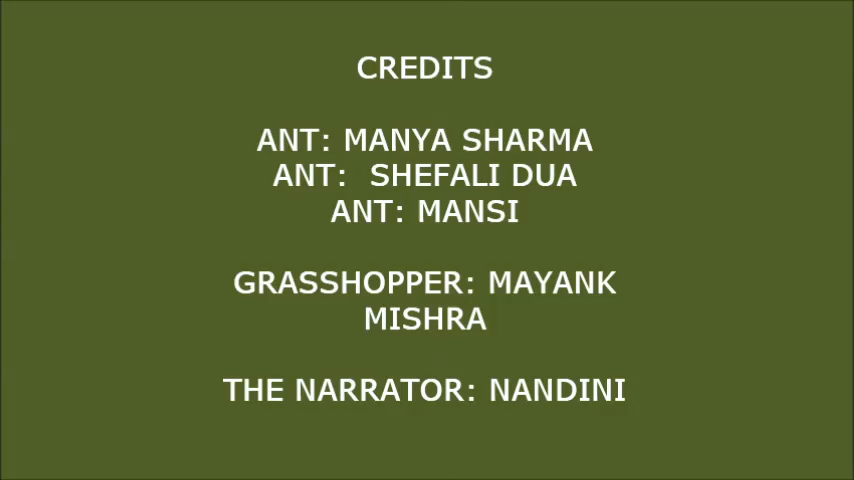 CREDITS
ANT: MANYA SHARMA
ANT:  SHEFALI DUA
ANT: MANSI
GRASSHOPPER: MAYANK
MISHRA
THE NARRATOR: NANDINI